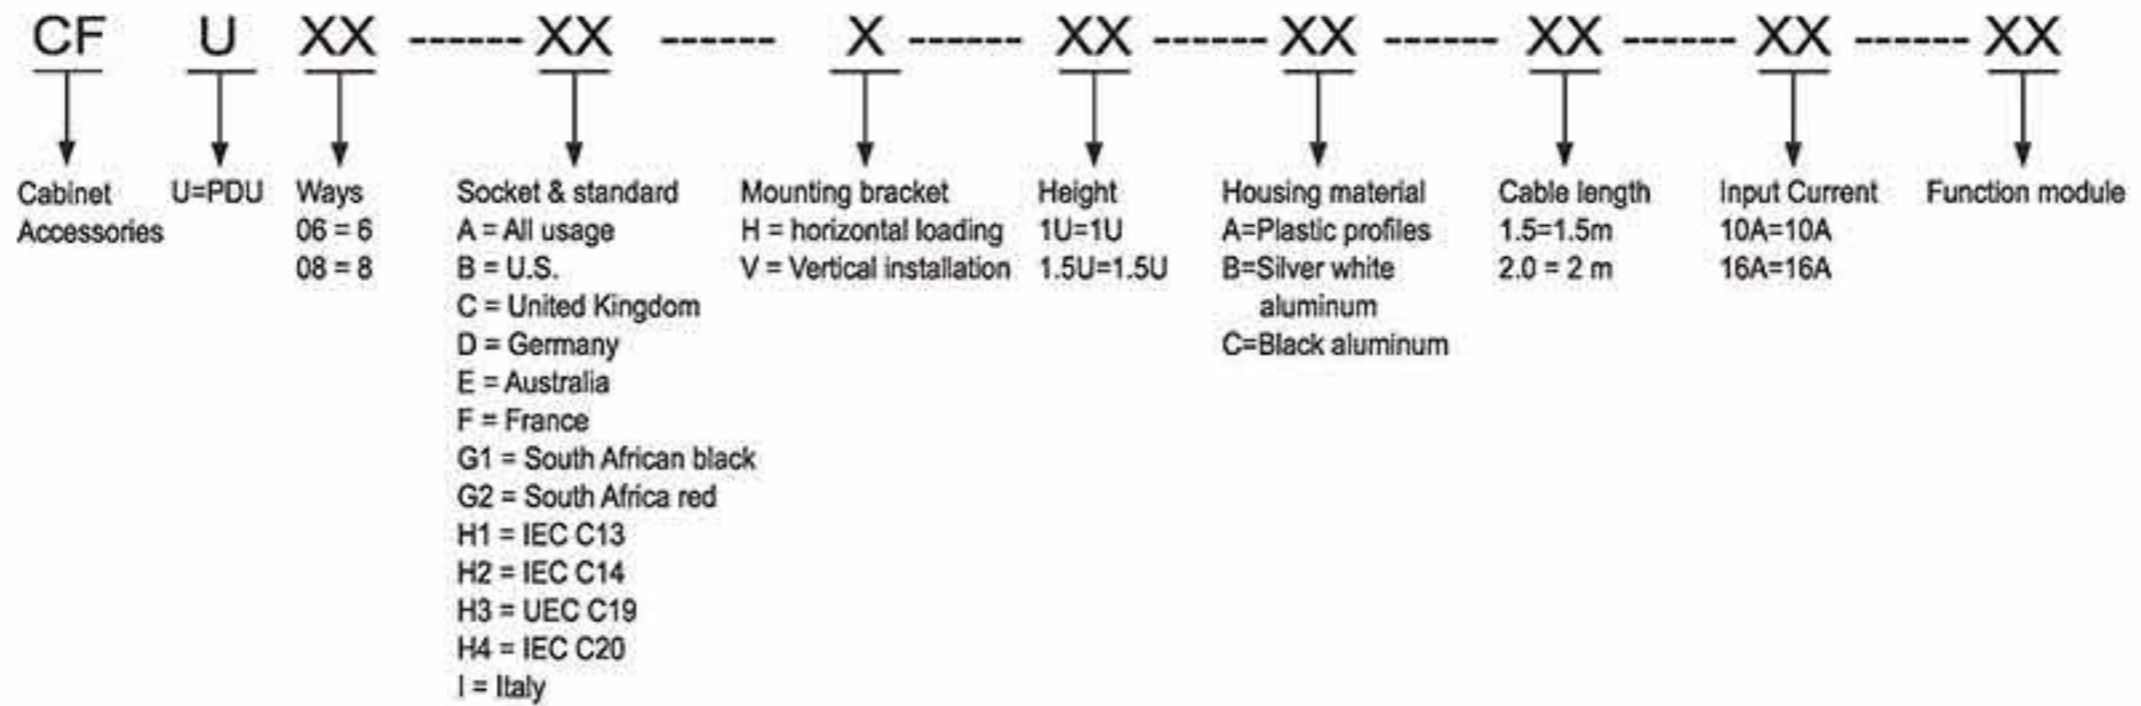 CF U XX ------ XX ------ X ------ XX ------ XX ------ XX ------ XX ------ XX
Cabinet
Accessories
U=PDU
Ways
06 = 6
08 = 8
Socket & standard
A = All usage
B = U.S.
C = United Kingdom
D = Germany
E = Australia
F = France
G1 = South African black
G2 = South Africa red
H1 = IEC C13
H2 = IEC C14
H3 = UEC C19
H4 = IEC C20
I = Italy
Mounting bracket
H = horizontal loading
V = Vertical installation
Height
1U=1U
1.5U=1.5U
Housing material
A=Plastic profiles
B=Silver white
aluminum
C=Black aluminum
Cable length
1.5=1.5m
2.0 = 2 m
Input Current
10A=10A
16A=16A
Function module